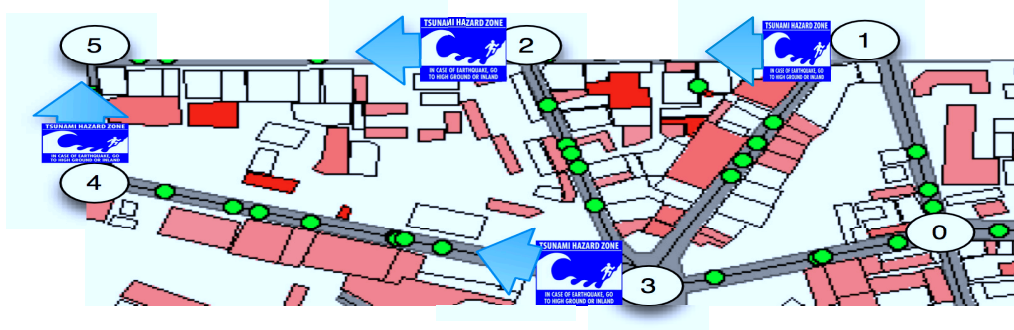 5
TSUNAMI HAZARD ZONE
IN CASE OF EARTHQUAKE, GO
TO HIGH GROUND OR INLAND
2
TSUNAMI HAZARD ZONE
IN CASE OF EARTHQUAKE, GO
TO HIGH GROUND OR INLAND
1
TSUNAMI HAZARD ZONE
IN CASE OF EARTHQUAKE, GO
TO HIGH GROUND OR INLAND
4
0
TSUNAMI HAZARD ZONE
IN CASE OF EARTHQUAKE, GO
TO HIGH GROUND OR INLAND
3